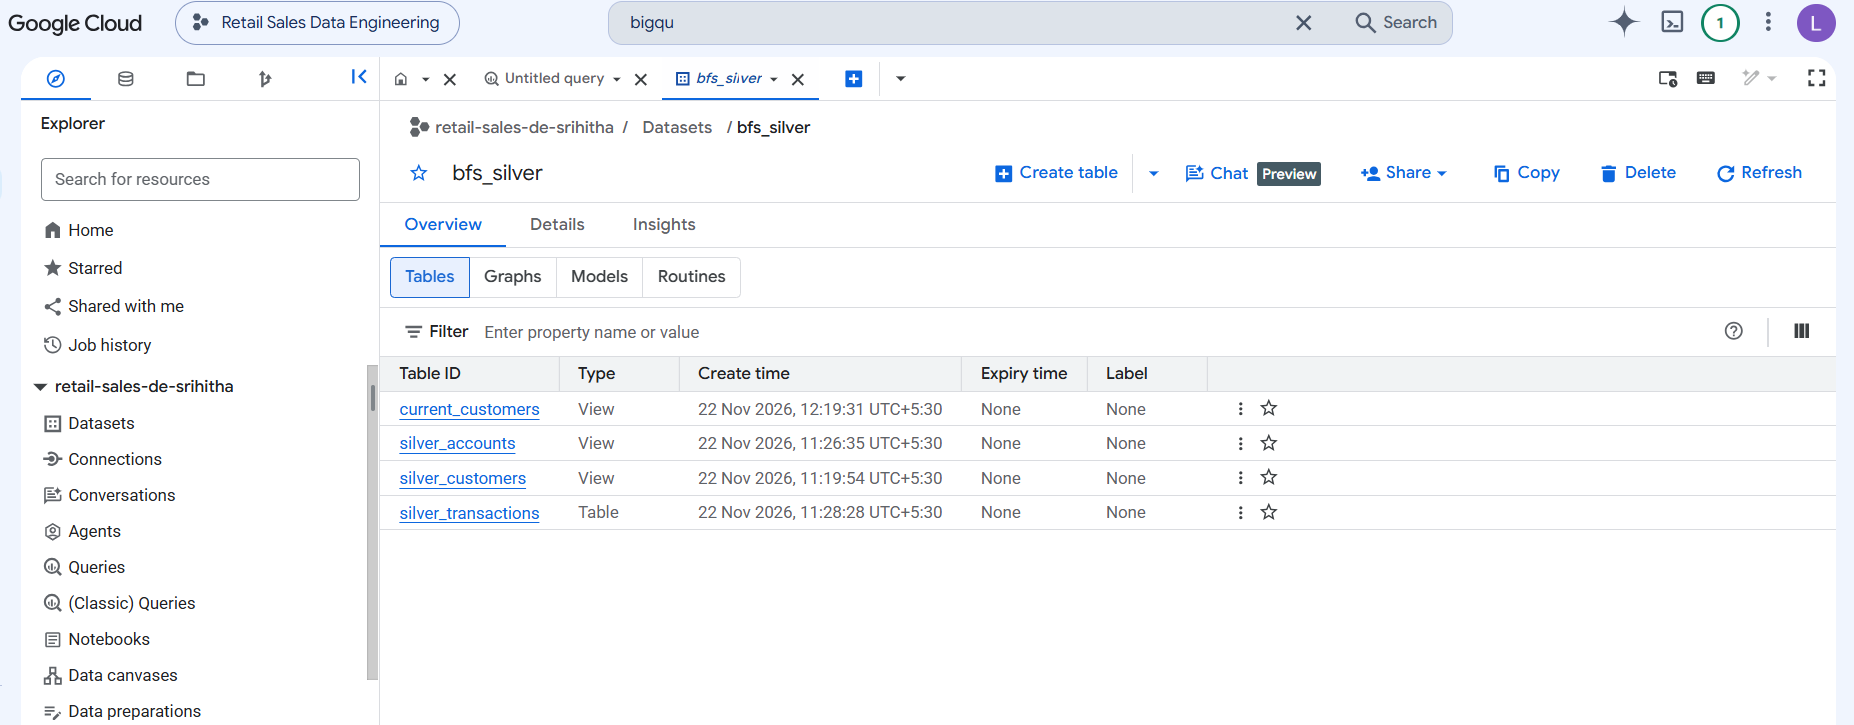 Google Cloud
Retail Sales Data Engineering
bigqu
Search
1
L
Untitled query
bfs_silver
Explorer
Search for resources
Home
Starred
Shared with me
Job history
retail-sales-de-srihitha
Datasets
Connections
Conversations
Agents
Queries
(Classic) Queries
Notebooks
Data canvases
Data preparations
retail-sales-de-srihitha / Datasets / bfs_silver
bfs_silver
Create table
Chat Preview
Share
Copy
Delete
Refresh
Overview Details Insights
Tables Graphs Models Routines
Filter Enter property name or value
Table ID Type Create time Expiry time Label
current_customers View 22 Nov 2026, 12:19:31 UTC+5:30 None None
silver_accounts View 22 Nov 2026, 11:26:35 UTC+5:30 None None
silver_customers View 22 Nov 2026, 11:19:54 UTC+5:30 None None
silver_transactions Table 22 Nov 2026, 11:28:28 UTC+5:30 None None